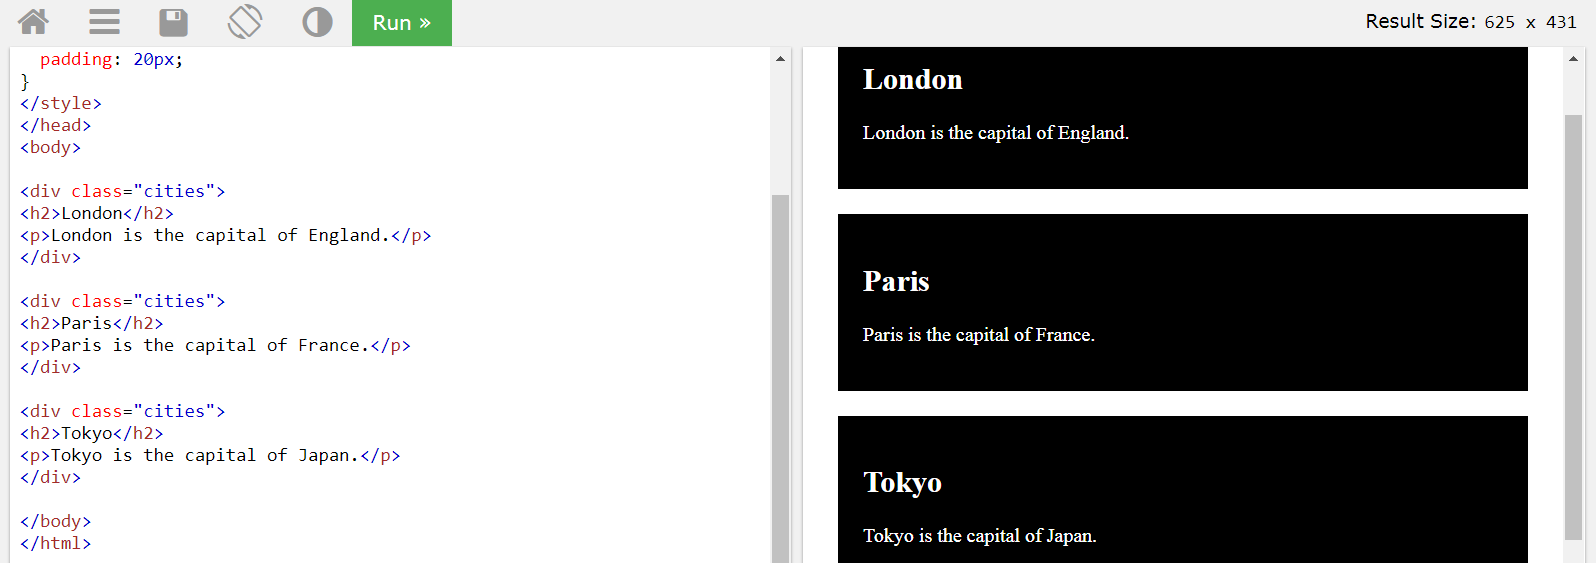 Run »
Result Size: 625 x 431
  padding: 20px;
}
</style>
</head>
<body>
<div class="cities">
<h2>London</h2>
<p>London is the capital of England.</p>
</div>
<div class="cities">
<h2>Paris</h2>
<p>Paris is the capital of France.</p>
</div>
<div class="cities">
<h2>Tokyo</h2>
<p>Tokyo is the capital of Japan.</p>
</div>
</body>
</html>
London
London is the capital of England.
Paris
Paris is the capital of France.
Tokyo
Tokyo is the capital of Japan.